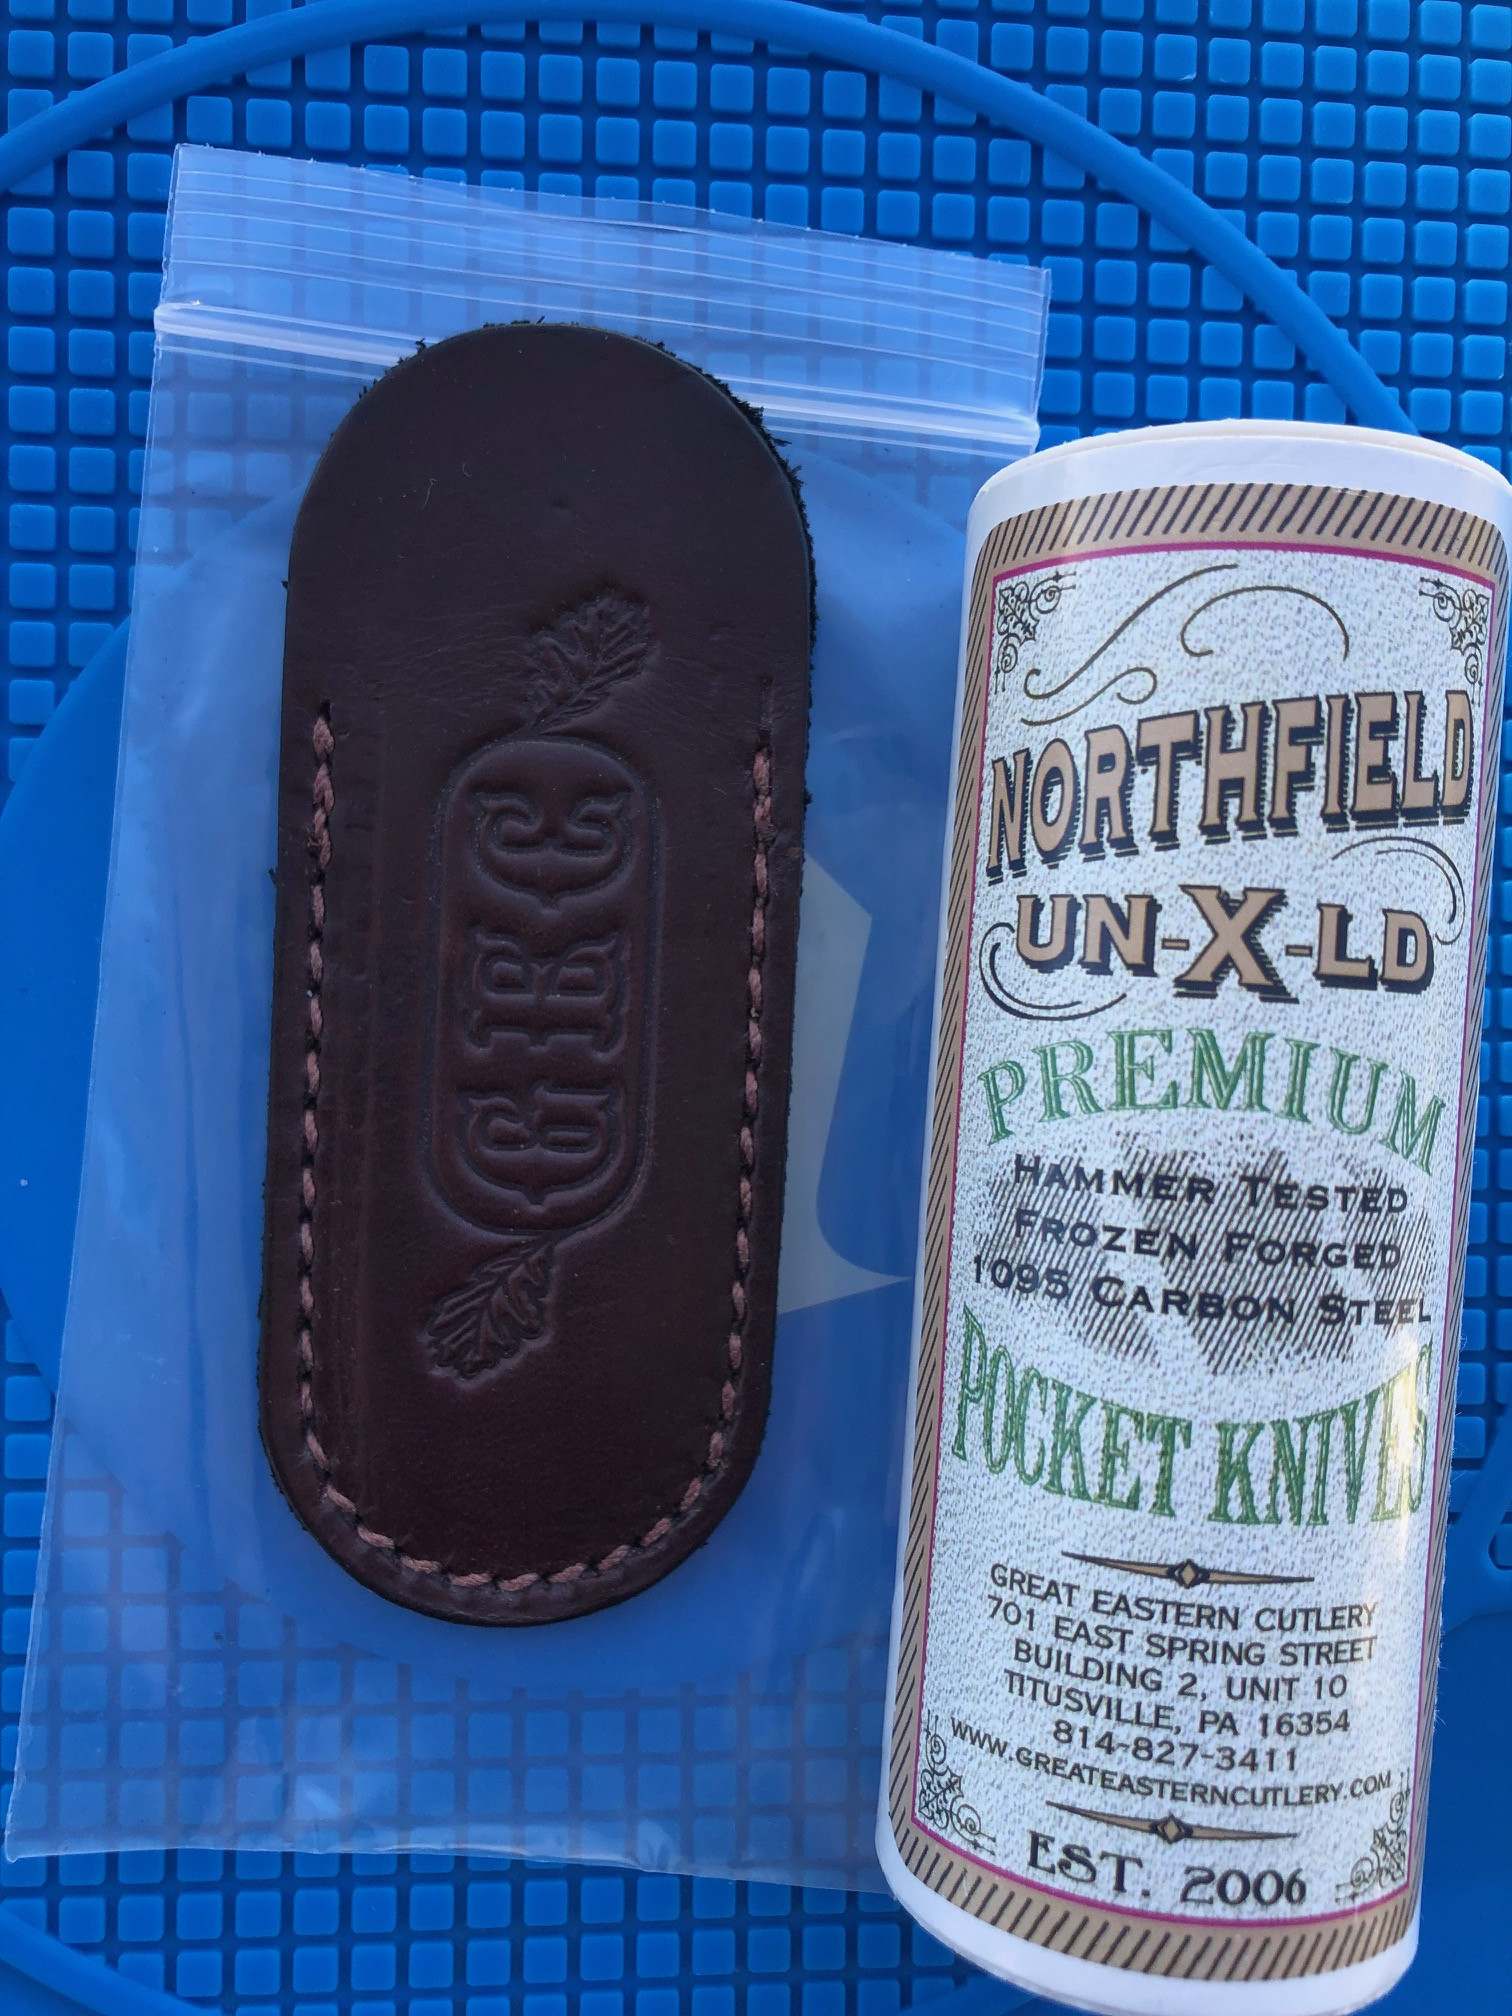 GEC
NORTHFIELD
UN-X-LD
PREMIUM
HAMMER TESTED
FROZEN FORGED
1095 CARBON STEEL
POCKET KNIVES
GREAT EASTERN CUTLERY
701 EAST SPRING STREET
BUILDING 2, UNIT 10
TITUSVILLE, PA 16354
814-827-3411
WWW.GREATEASTERNCUTLERY.COM
EST. 2006